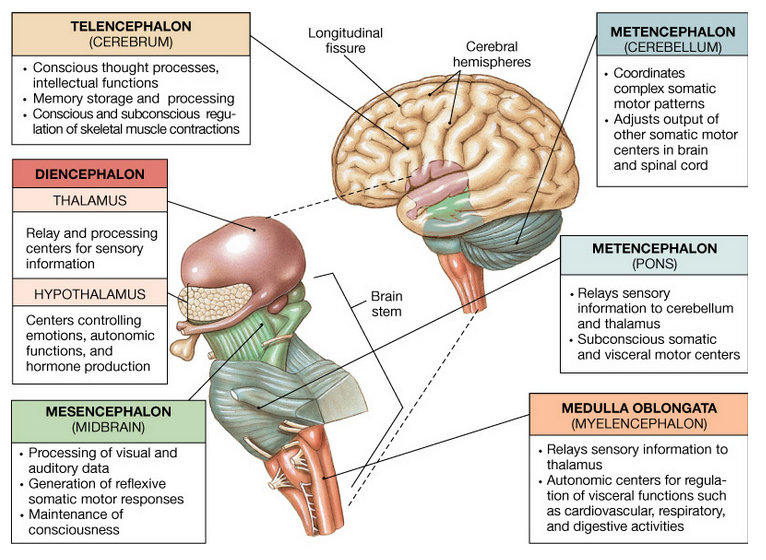 TELENCEPHALON
(CEREBRUM)
• Conscious thought processes,
intellectual functions
• Memory storage and processing
• Conscious and subconscious regu-
lation of skeletal muscle contractions
Longitudinal
fissure
Cerebral
hemispheres
METENCEPHALON
(CEREBELLUM)
• Coordinates
complex somatic
motor patterns
• Adjusts output of
other somatic motor
centers in brain
and spinal cord
DIENCEPHALON
THALAMUS
Relay and processing
centers for sensory
information
HYPOTHALAMUS
Centers controlling
emotions, autonomic
functions, and
hormone production
Brain
stem
METENCEPHALON
(PONS)
• Relays sensory
information to cerebellum
and thalamus
• Subconscious somatic
and visceral motor centers
MESENCEPHALON
(MIDBRAIN)
• Processing of visual and
auditory data
• Generation of reflexive
somatic motor responses
• Maintenance of
consciousness
MEDULLA OBLONGATA
(MYELENCEPHALON)
• Relays sensory information to
thalamus
• Autonomic centers for regula-
tion of visceral functions such
as cardiovascular, respiratory,
and digestive activities